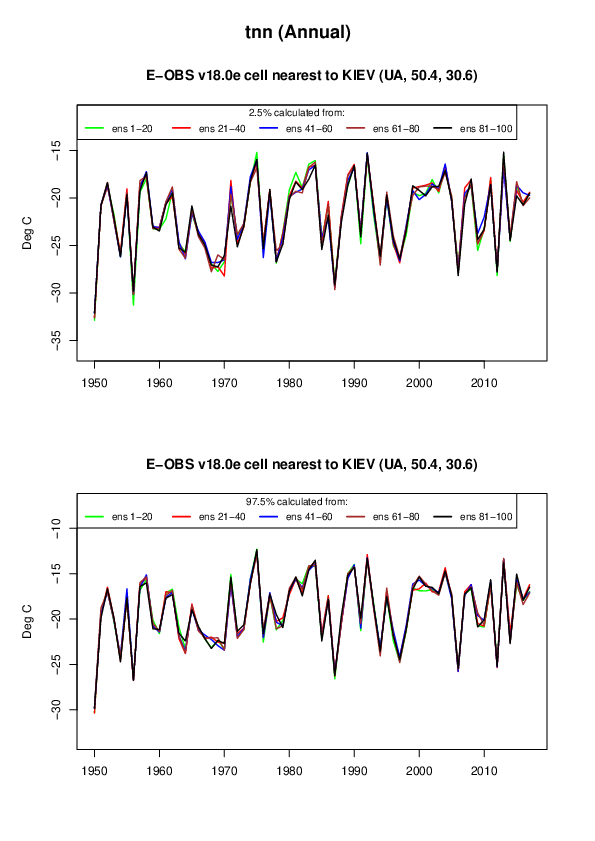 tnn (Annual)
E−OBS v18.0e cell nearest to KIEV (UA, 50.4, 30.6)
2.5% calculated from:
ens 1−20 ens 21−40 ens 41−60 ens 61−80 ens 81−100
Deg C
−15
−20
−25
−30
−35
1950 1960 1970 1980 1990 2000 2010
E−OBS v18.0e cell nearest to KIEV (UA, 50.4, 30.6)
97.5% calculated from:
ens 1−20 ens 21−40 ens 41−60 ens 61−80 ens 81−100
Deg C
−10
−15
−20
−25
−30
1950 1960 1970 1980 1990 2000 2010